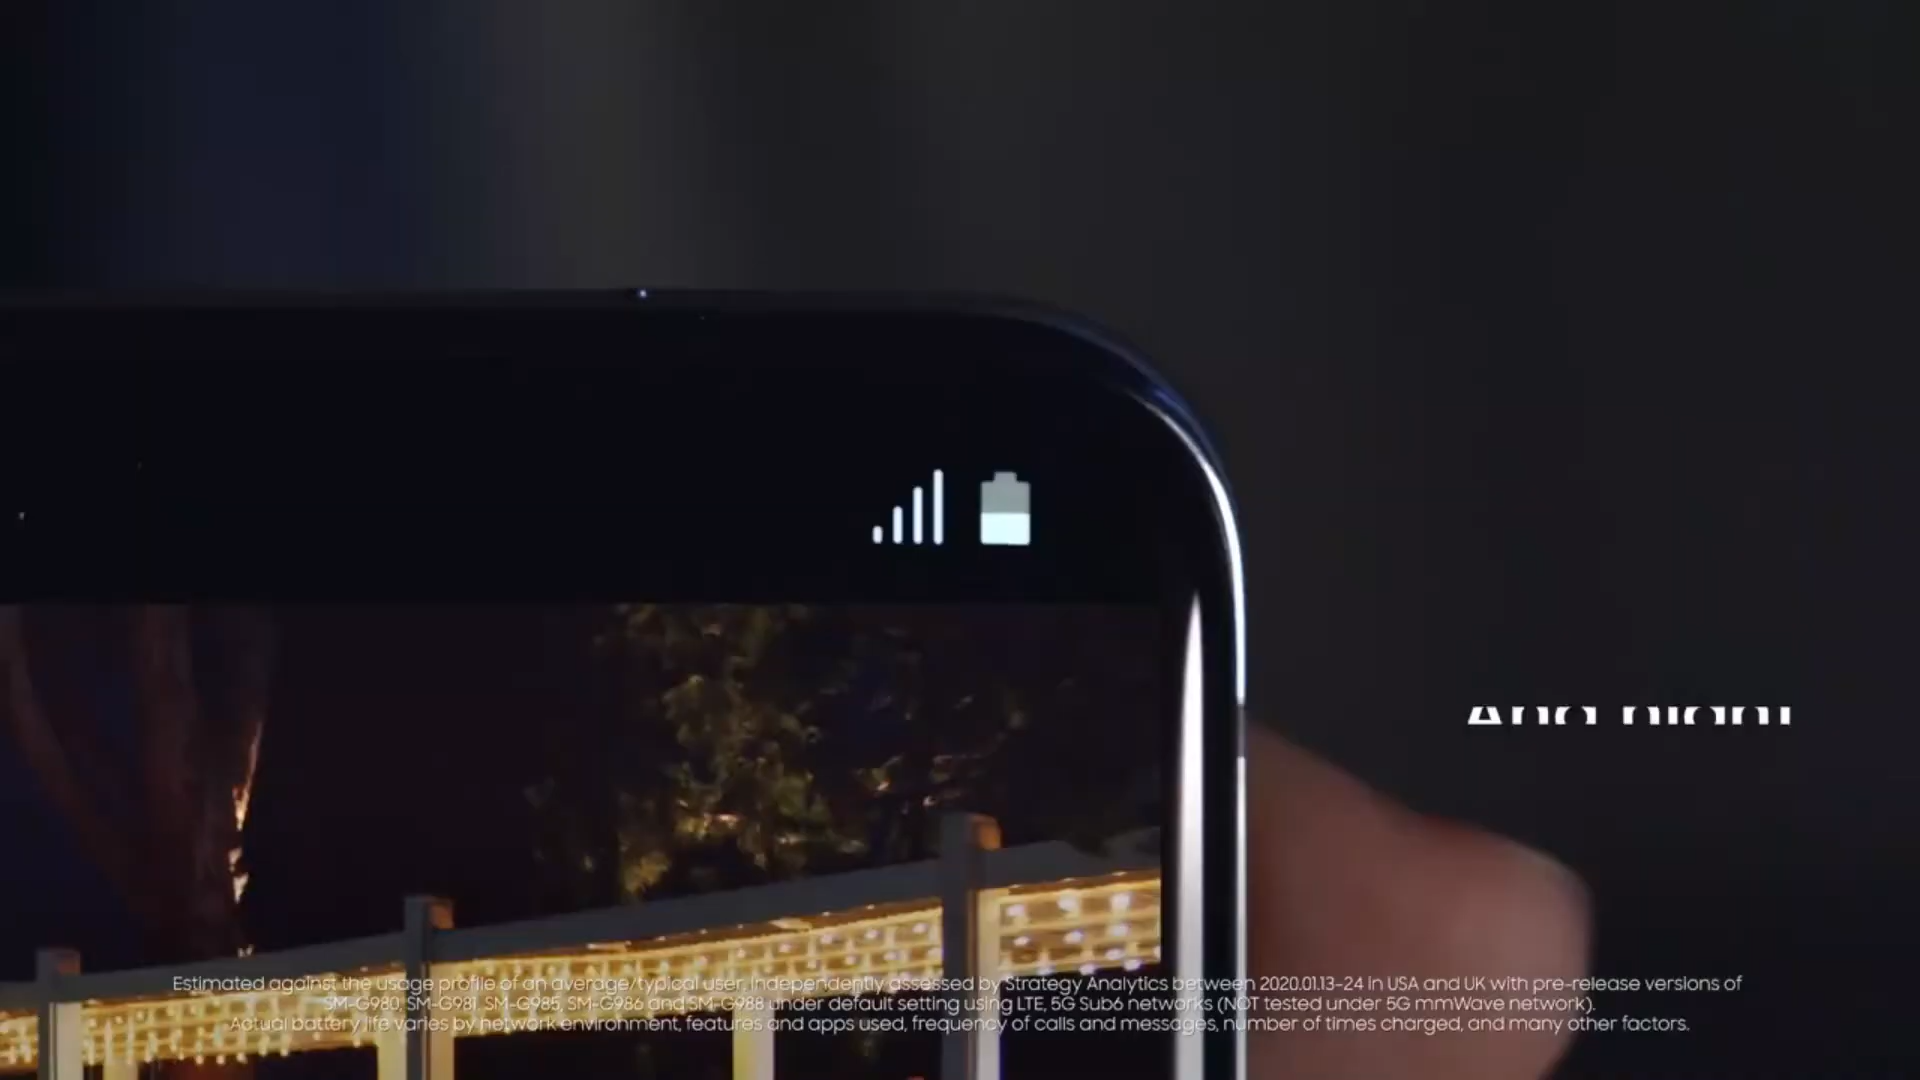 Estimated against the usage profile of an average/typical user. Independently assessed by Strategy Analytics between 2020.01.13-24 in USA and UK with pre-release versions of
SM-G980, SM-G981, SM-G985, SM-G986 and SM-G988 under default setting using LTE, 5G Sub6 networks (NOT tested under 5G mmWave network).
Actual battery life varies by network environment, features and apps used, frequency of calls and messages, number of times charged, and many other factors.